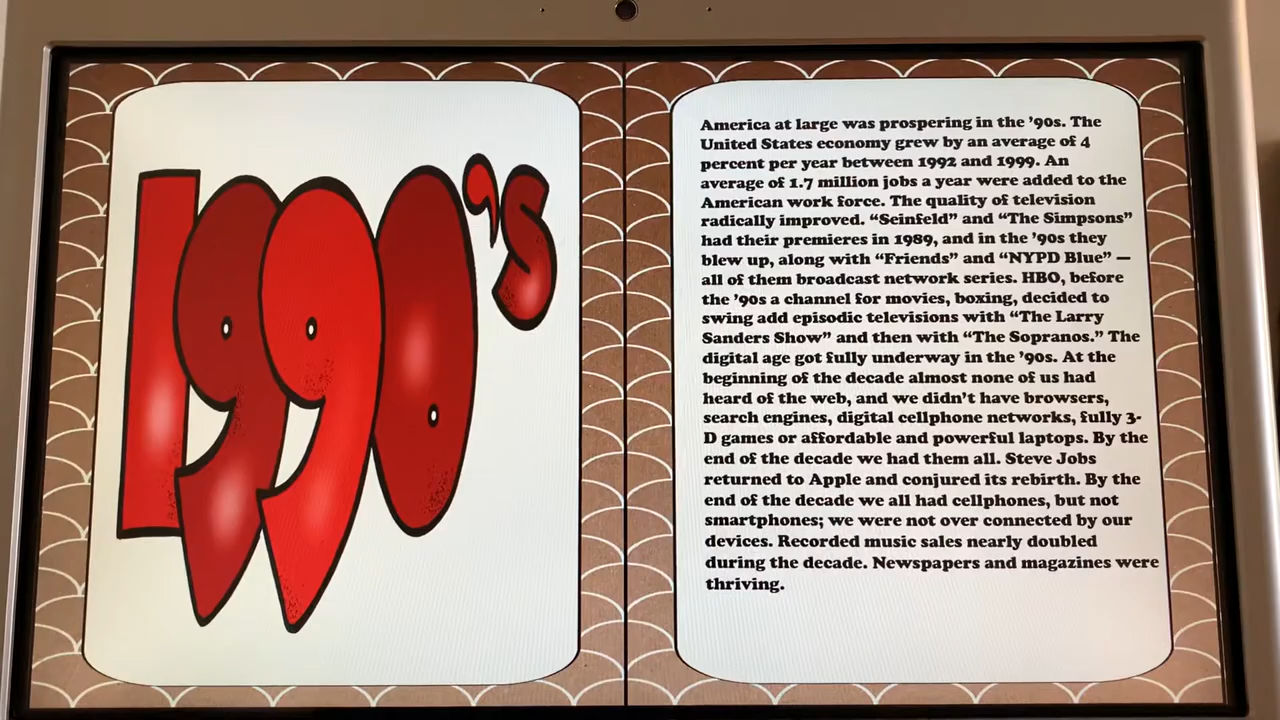 1990's
America at large was prospering in the ’90s. The
United States economy grew by an average of 4
percent per year between 1992 and 1999. An
average of 1.7 million jobs a year were added to the
American work force. The quality of television
radically improved. “Seinfeld” and “The Simpsons”
had their premieres in 1989, and in the ’90s they
blew up, along with “Friends” and “NYPD Blue” —
all of them broadcast network series. HBO, before
the ’90s a channel for movies, boxing, decided to
swing add episodic televisions with “The Larry
Sanders Show” and then with “The Sopranos.” The
digital age got fully underway in the ’90s. At the
beginning of the decade almost none of us had
heard of the web, and we didn’t have browsers,
search engines, digital cellphone networks, fully 3-
D games or affordable and powerful laptops. By the
end of the decade we had them all. Steve Jobs
returned to Apple and conjured its rebirth. By the
end of the decade we all had cellphones, but not
smartphones; we were not over connected by our
devices. Recorded music sales nearly doubled
during the decade. Newspapers and magazines were
thriving.